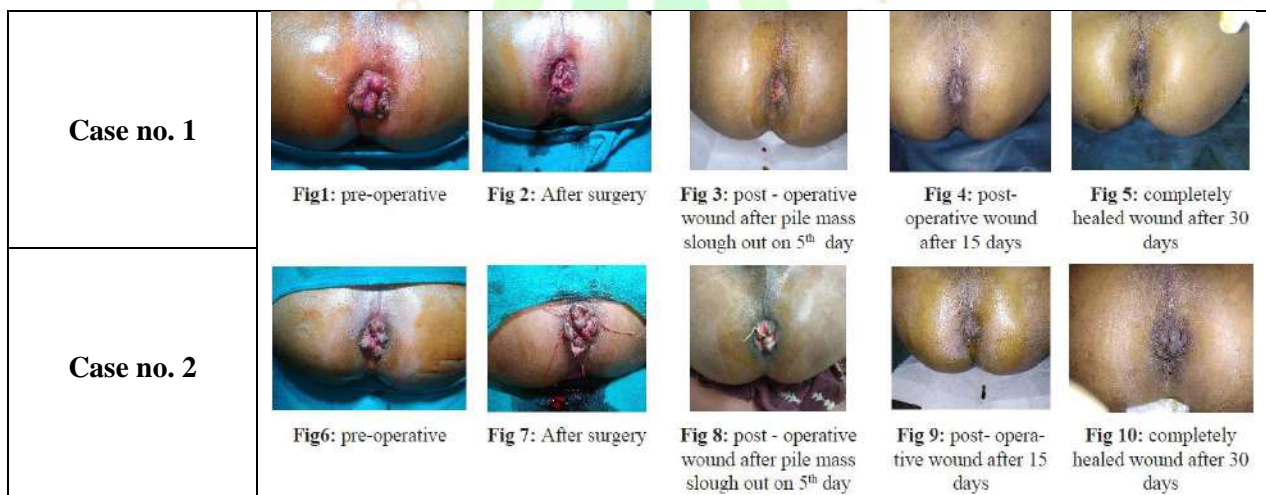 Case no. 1
Fig1: pre-operative
Fig 2: After surgery
Fig 3: post - operative
wound after pile mass
slough out on 5th day
Fig 4: post-
operative wound
after 15 days
Fig 5: completely
healed wound after 30
days
Case no. 2
Fig6: pre-operative
Fig 7: After surgery
Fig 8: post - operative
wound after pile mass
slough out on 5th day
Fig 9: post- opera-
tive wound after 15
days
Fig 10: completely
healed wound after 30
days